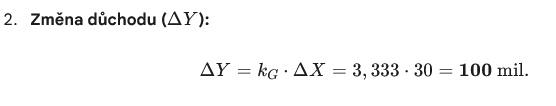 2. Změna důchodu (ΔY):
ΔY = k_G · ΔX = 3,333 · 30 = 100 mil.